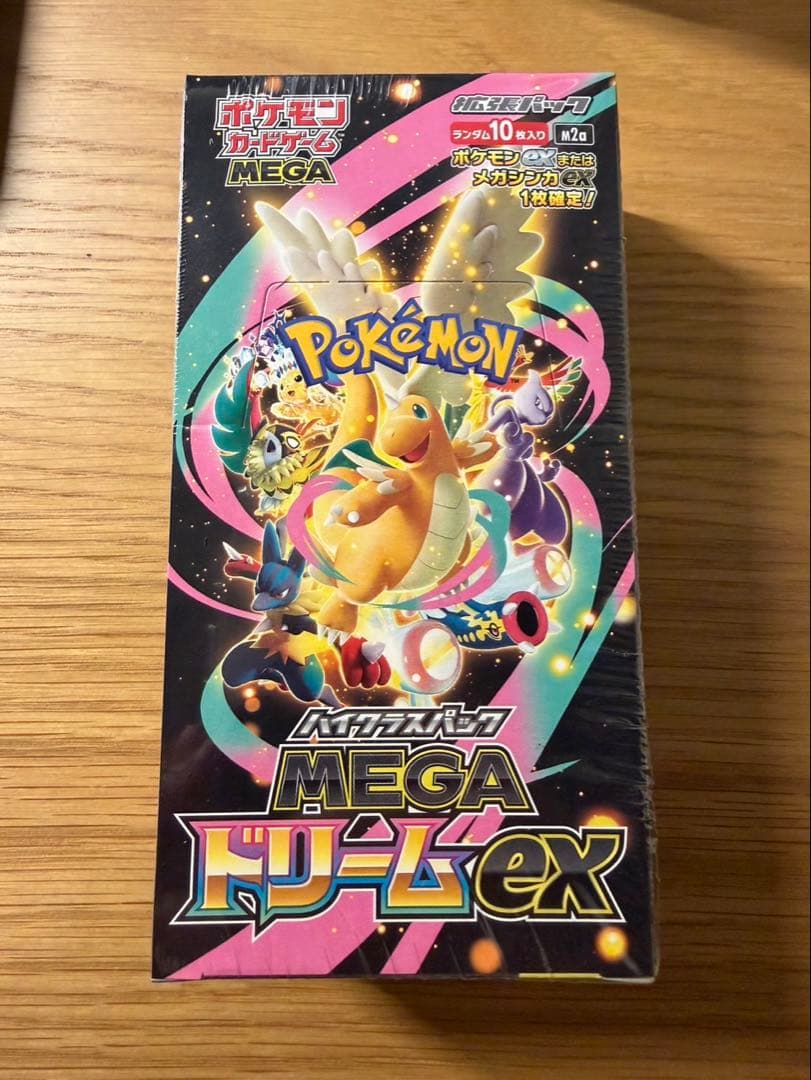 ポケモン
カードゲーム
MEGA
拡張パック
ランダム10枚入り M2a
ポケモンexまたは
メガシンカex
1枚確定!
POKÉMON
TM
ハイクラスパック
MEGA
ドリームex